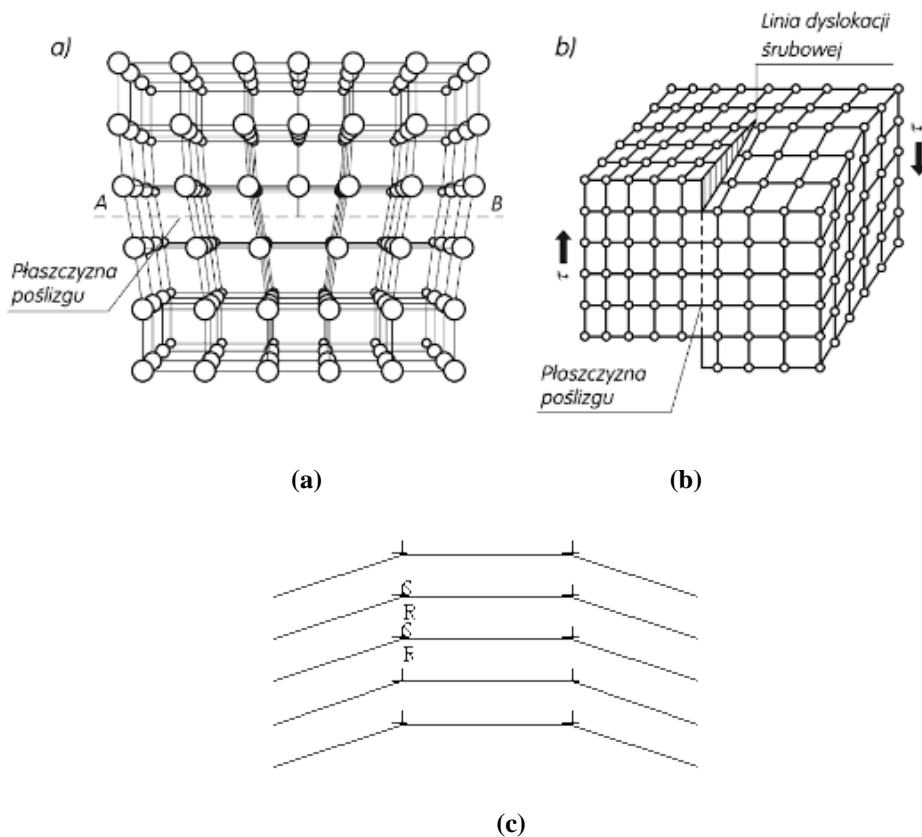 a)
A
B
Płaszczyzna
poślizgu
b)
Linia dyslokacji
śrubowej
τ
τ
Płaszczyzna
poślizgu
(a)
(b)
S
R
S
R
(c)